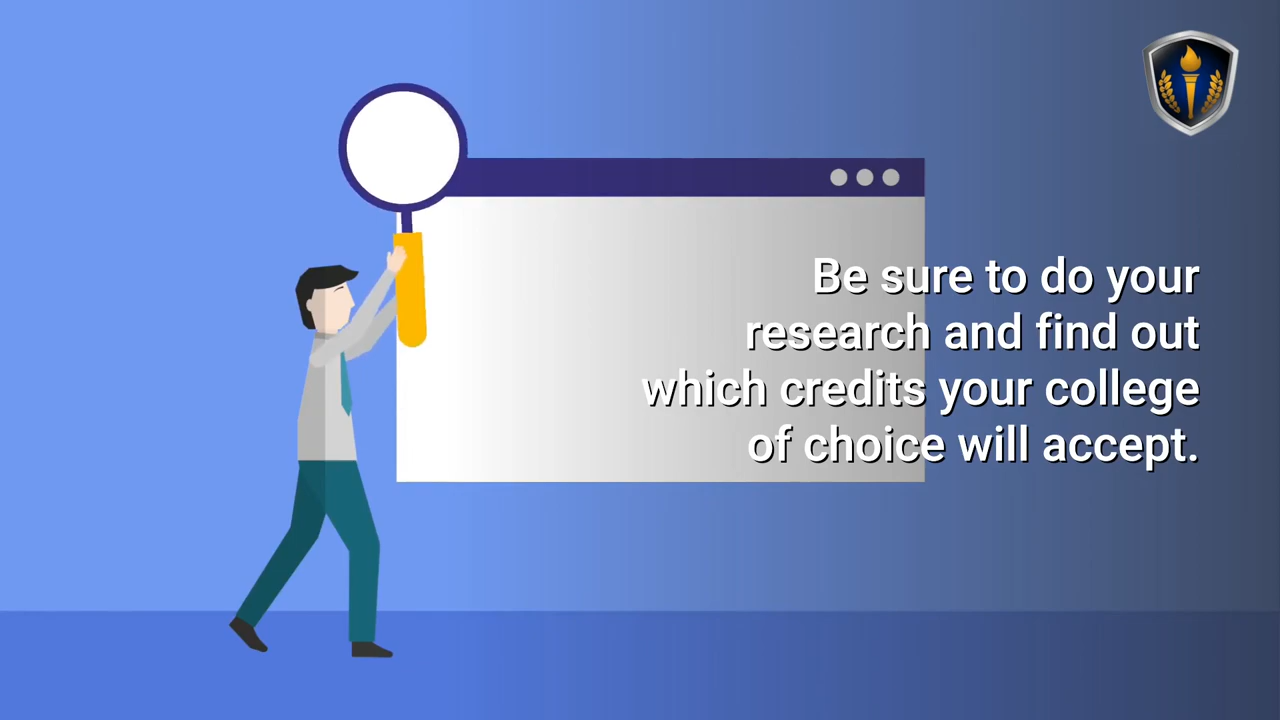 Be sure to do your
research and find out
which credits your college
of choice will accept.